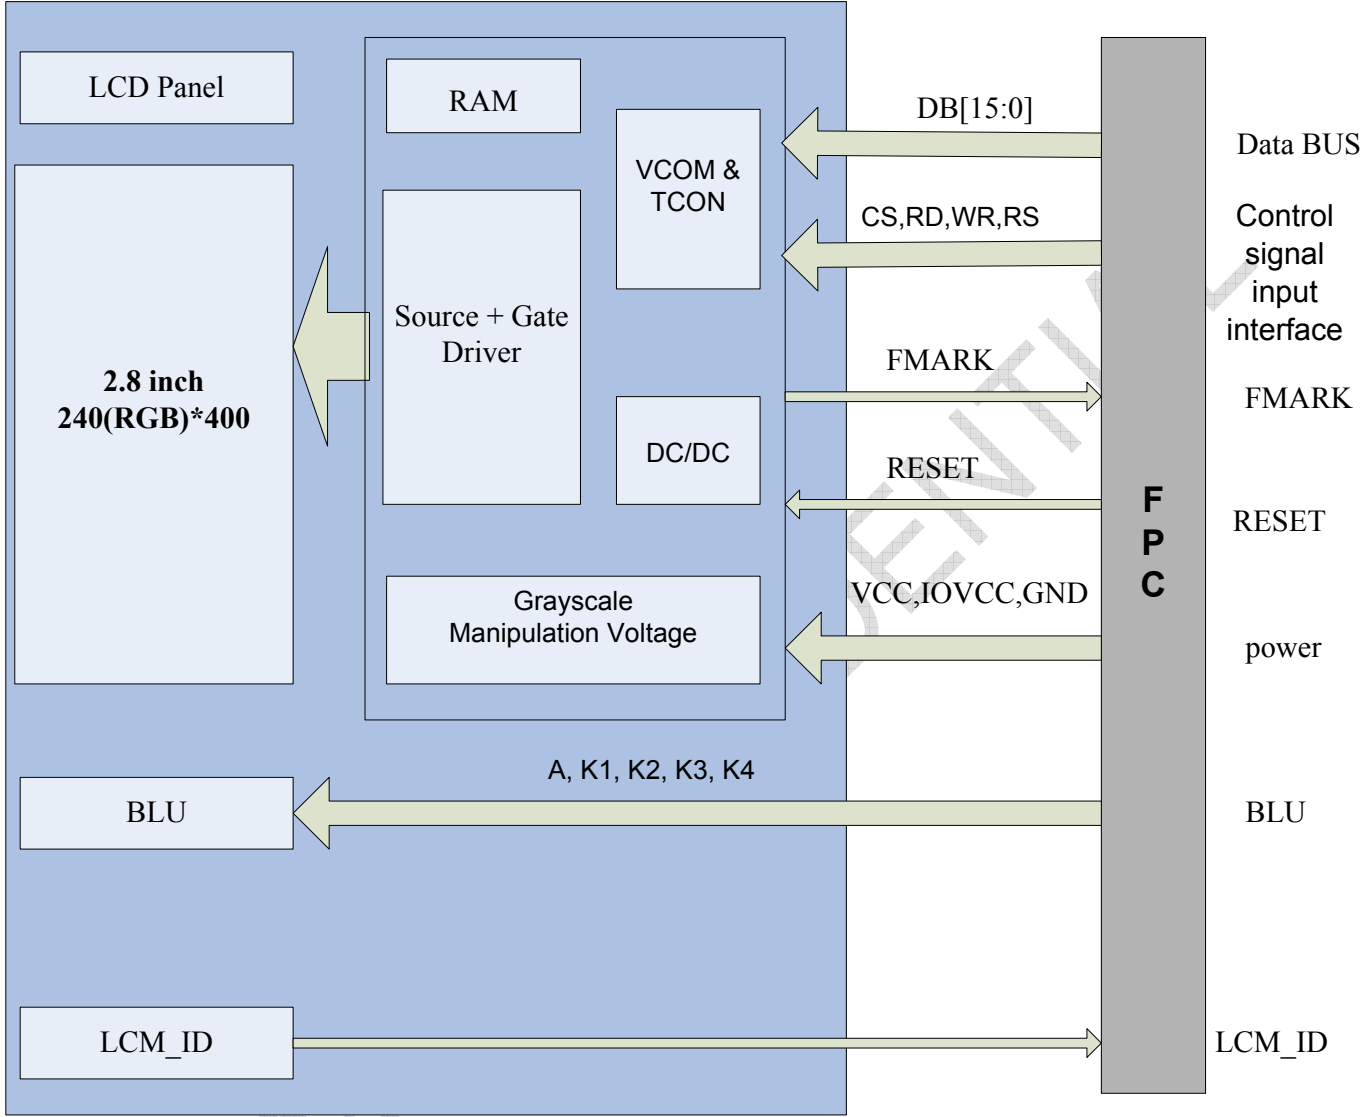 LCD Panel
RAM
VCOM &
TCON
DB[15:0]
Data BUS
CS,RD,WR,RS
Control
signal
input
interface
Source + Gate
Driver
2.8 inch
240(RGB)*400
FMARK
FMARK
DC/DC
RESET
RESET
F
P
C
Grayscale
Manipulation Voltage
VCC,IOVCC,GND
power
A, K1, K2, K3, K4
BLU
BLU
LCM_ID
LCM_ID